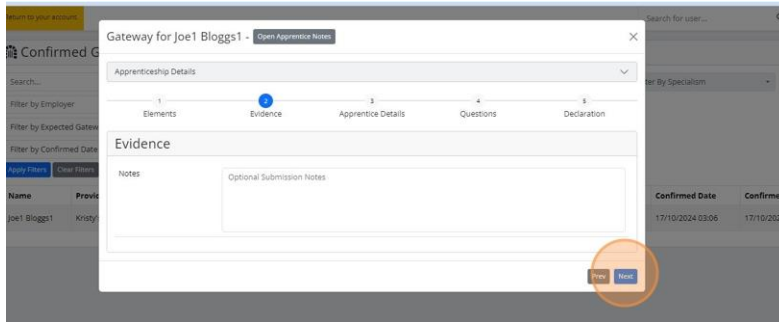 Return to your account.
Search for user...
Gateway for Joe1 Bloggs1 - Open Apprentice Notes
Confirmed G
Apprenticeship Details
Search...
ter By Specialism
Filter by Employer
1 2 3 4 5
Elements Evidence Apprentice Details Questions Declaration
Filter by Expected Gatew
Filter by Confirmed Date
Evidence
Apply Filters Clear Filters
Notes Optional Submission Notes
Name Provid Confirmed Date Confirme
Joe1 Bloggs1 Kristy's 17/10/2024 03:06 17/10/202
Prev Next